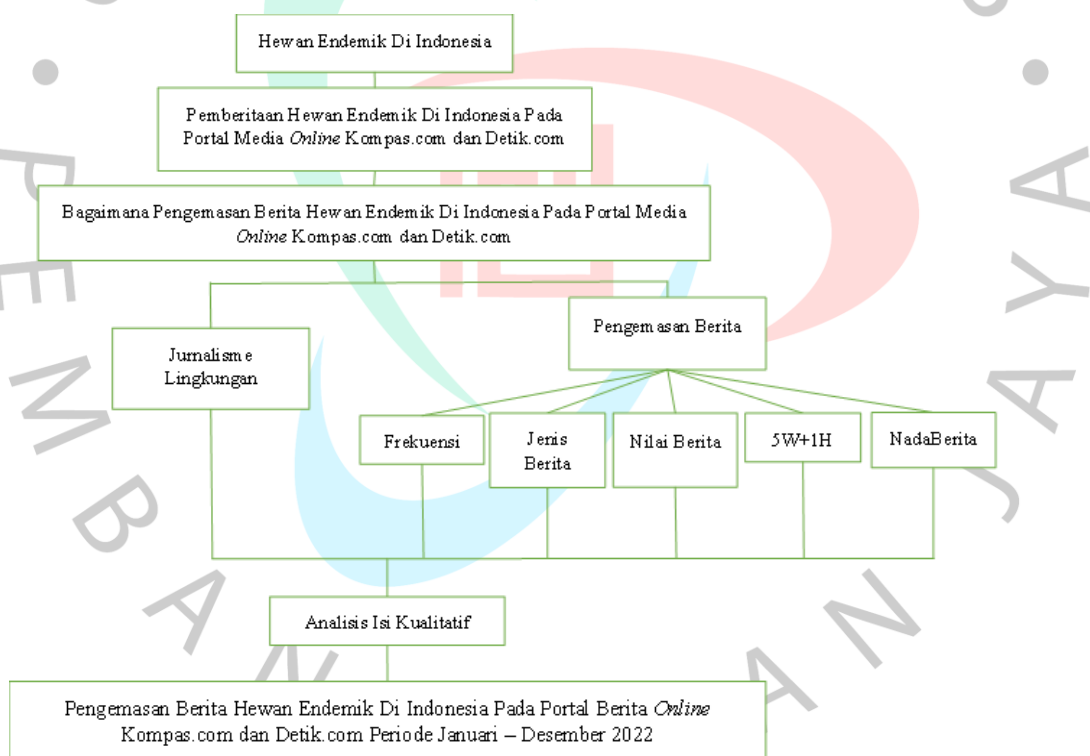 Hewan Endemik Di Indonesia
Pemberitaan Hewan Endemik Di Indonesia Pada
Portal Media Online Kompas.com dan Detik.com
Bagaimana Pengemasan Berita Hewan Endemik Di Indonesia Pada Portal Media
Online Kompas.com dan Detik.com
Pengemasan Berita
Jurnalisme
Lingkungan
Frekuensi
Jenis
Berita
Nilai Berita
5W+1H
NadaBerita
Analisis Isi Kualitatif
Pengemasan Berita Hewan Endemik Di Indonesia Pada Portal Berita Online
Kompas.com dan Detik.com Periode Januari – Desember 2022
PEMBANGUNAN JAYA